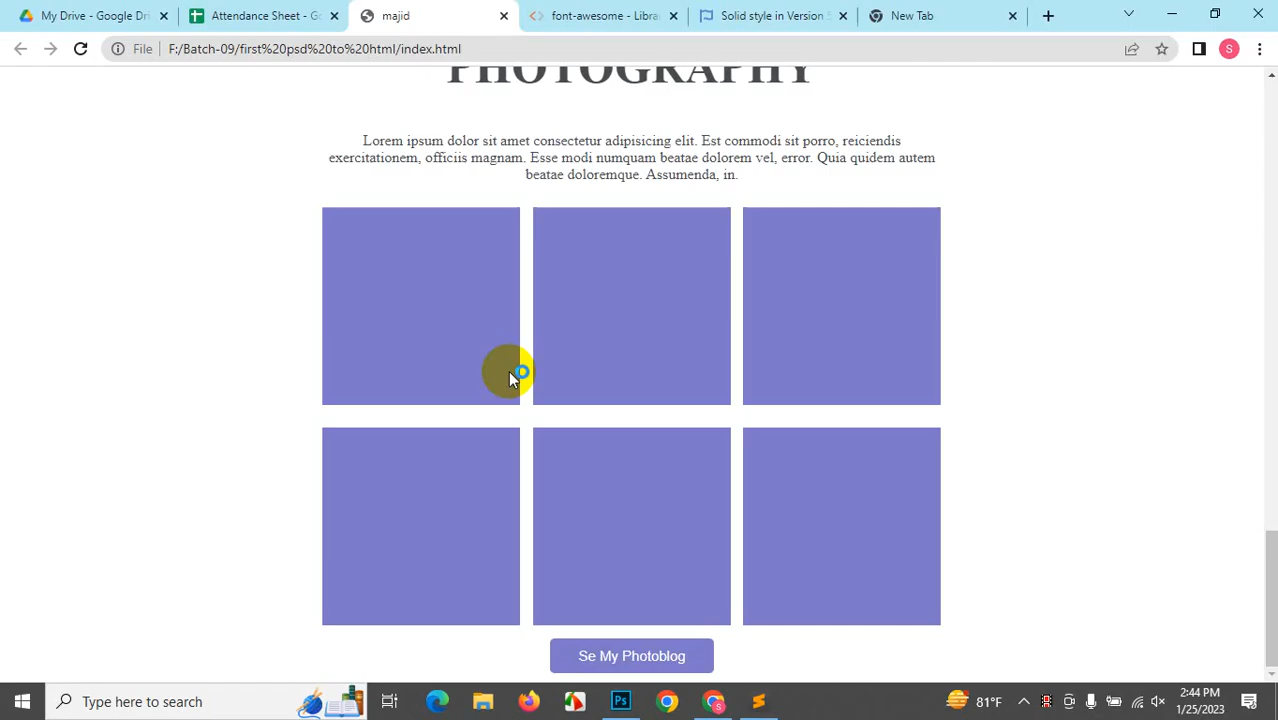 My Drive - Google Dri
Attendance Sheet - G
majid
font-awesome - Libra
Solid style in Version 5
New Tab
File
F:/Batch-09/first%20psd%20to%20html/index.html
S
PHOTOGRAPHY
Lorem ipsum dolor sit amet consectetur adipisicing elit. Est commodi sit porro, reiciendis
exercitationem, officiis magnam. Esse modi numquam beatae dolorem vel, error. Quia quidem autem
beatae doloremque. Assumenda, in.
Se My Photoblog
Type here to search
Ps
S
81°F
2:44 PM
1/25/2023